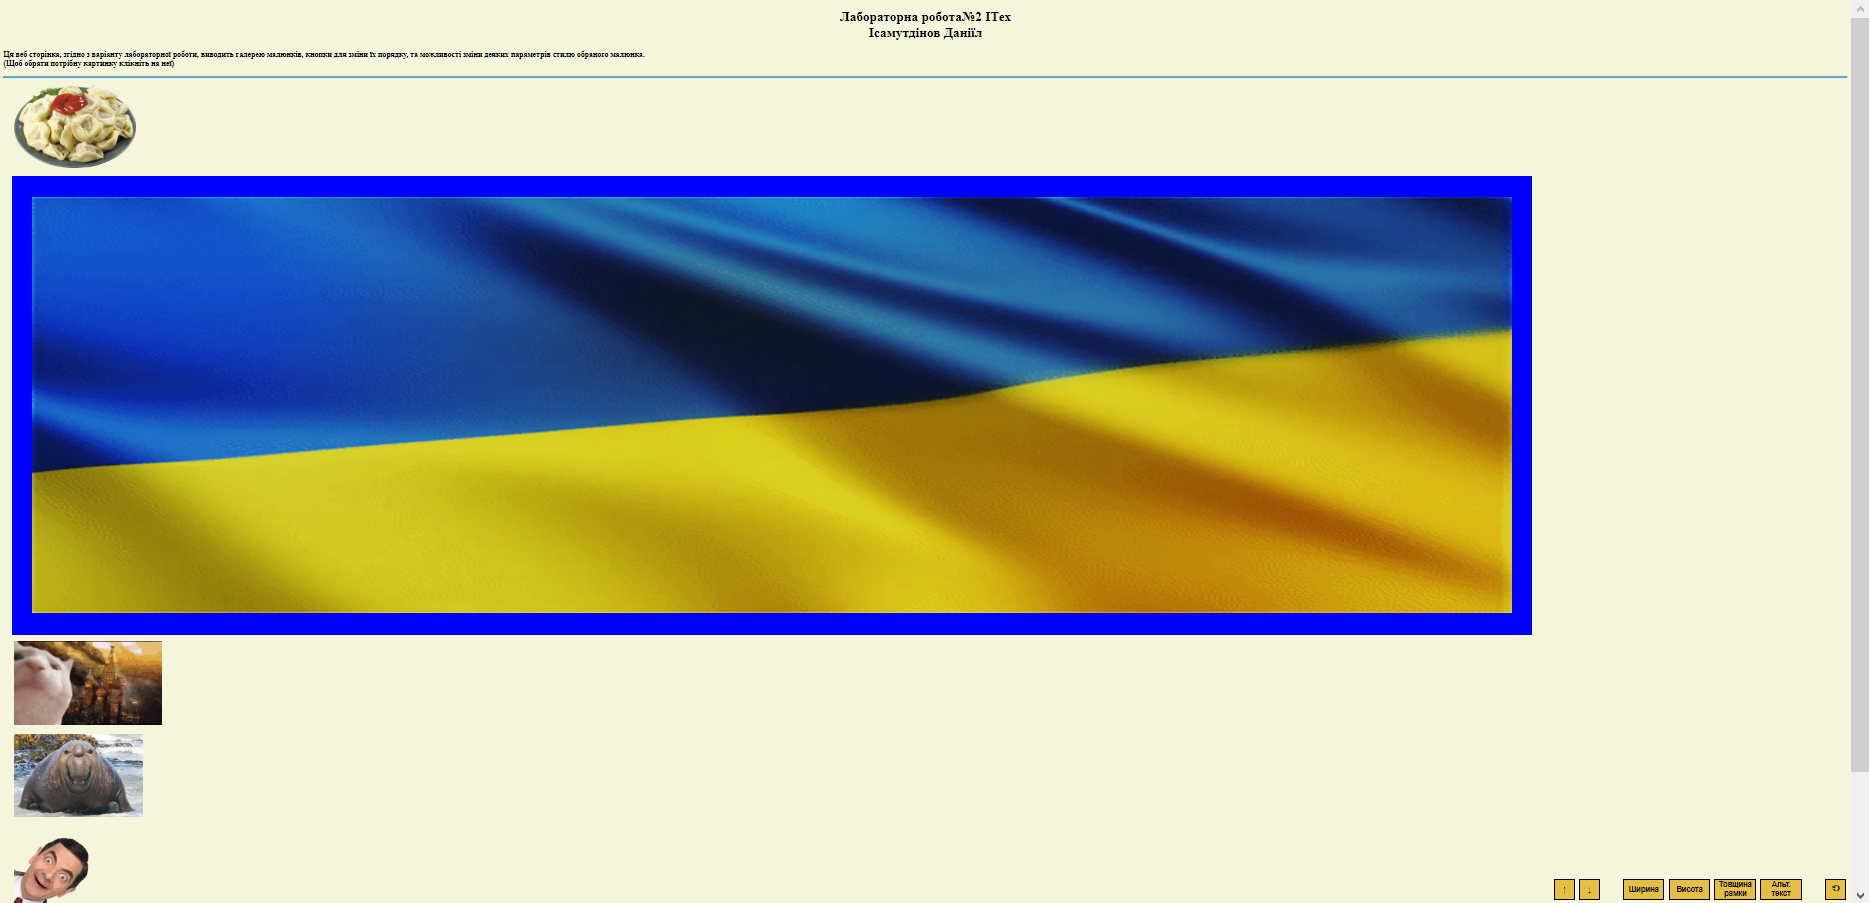 Лабораторна робота№2 ІТех
Ісамутдінов Даніїл
Ця веб сторінка, згідно з варіанту лабораторної роботи, виводить галерею малюнків, кнопки для зміни їх порядку, та можливості зміни деяких параметрів стилю обраного малюнка.
(Щоб обрати потрібну картинку клікніть на неї)
↑ ↓ Ширина Висота Товщина рамки Альт. текст ⟲